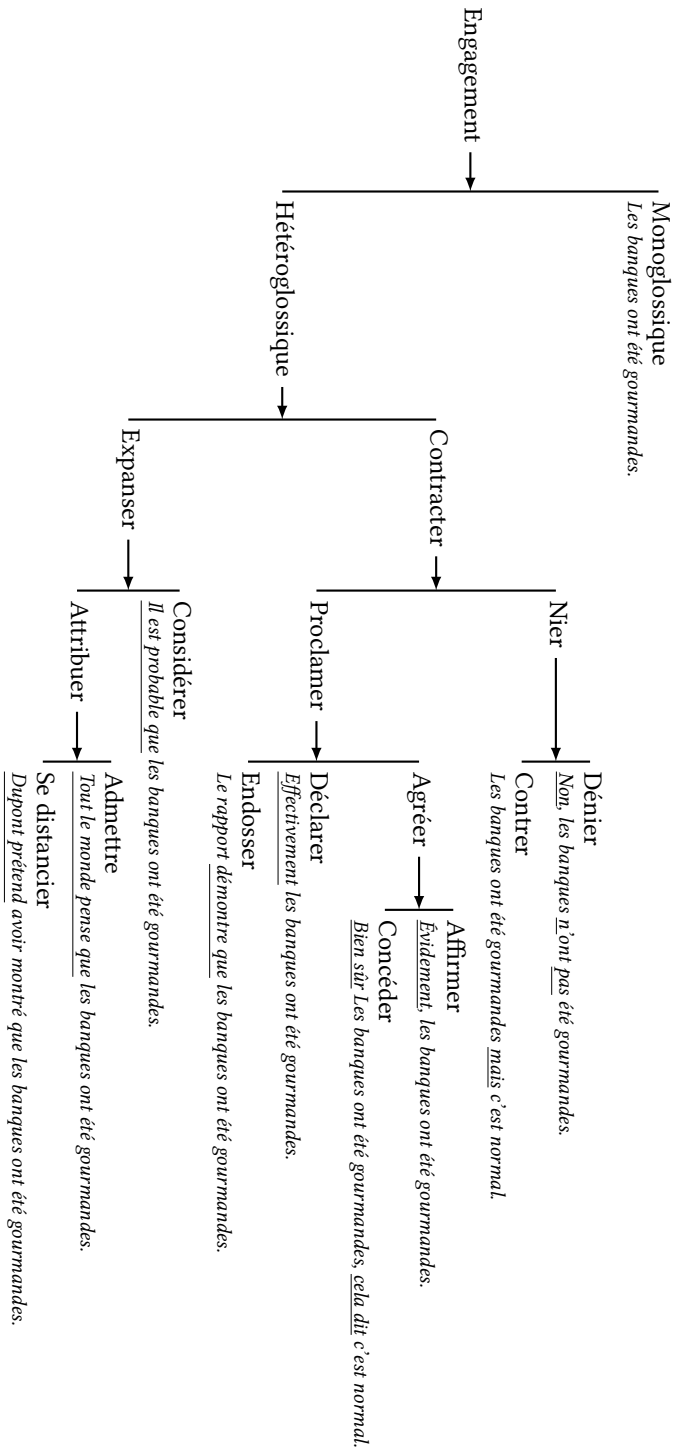 Engagement
Monoglossique
Les banques ont été gourmandes.
Hétéroglossique
Contracter
Nier
Dénier
Non, les banques n'ont pas été gourmandes.
Contrer
Les banques ont été gourmandes mais c'est normal.
Proclamer
Agréer
Affirmer
Évidement, les banques ont été gourmandes.
Concéder
Bien sûr Les banques ont été gourmandes, cela dit c'est normal.
Déclarer
Effectivement les banques ont été gourmandes.
Endosser
Le rapport démontre que les banques ont été gourmandes.
Expanser
Considérer
Il est probable que les banques ont été gourmandes.
Attribuer
Admettre
Tout le monde pense que les banques ont été gourmandes.
Se distancier
Dupont prétend avoir montré que les banques ont été gourmandes.